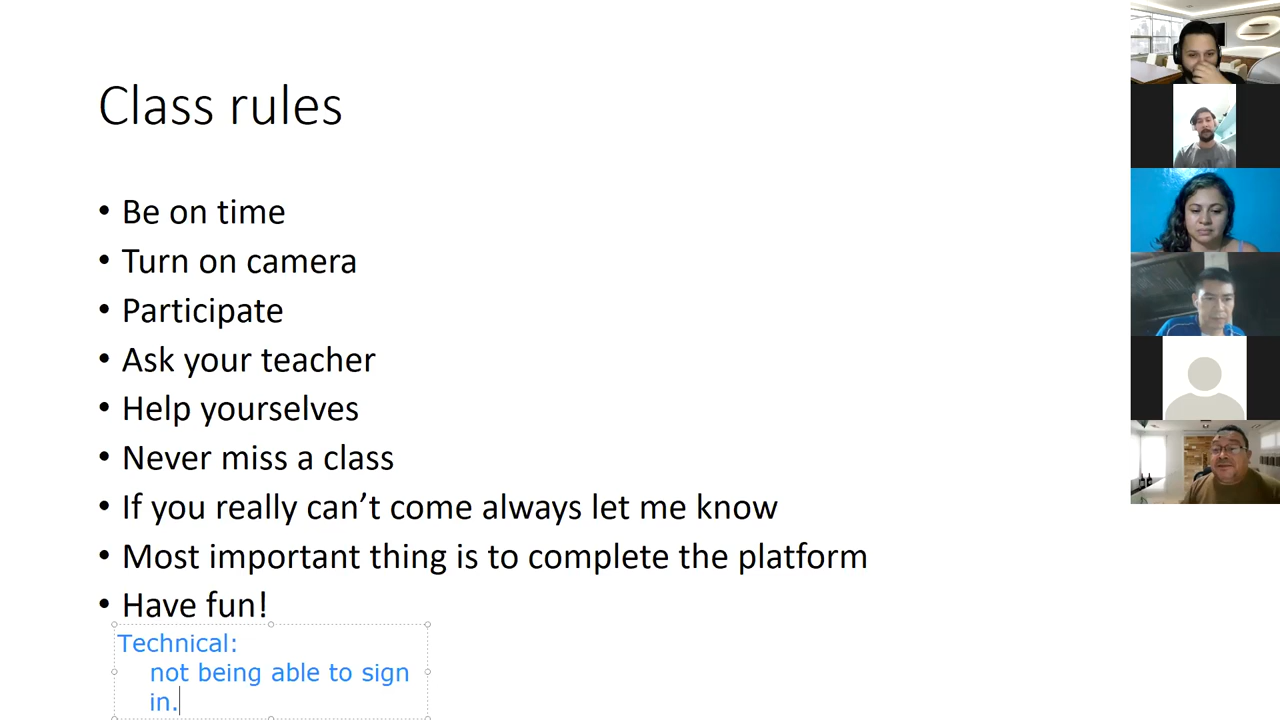 Class rules
• Be on time
• Turn on camera
• Participate
• Ask your teacher
• Help yourselves
• Never miss a class
• If you really can’t come always let me know
• Most important thing is to complete the platform
• Have fun!
Technical:
not being able to sign
in.